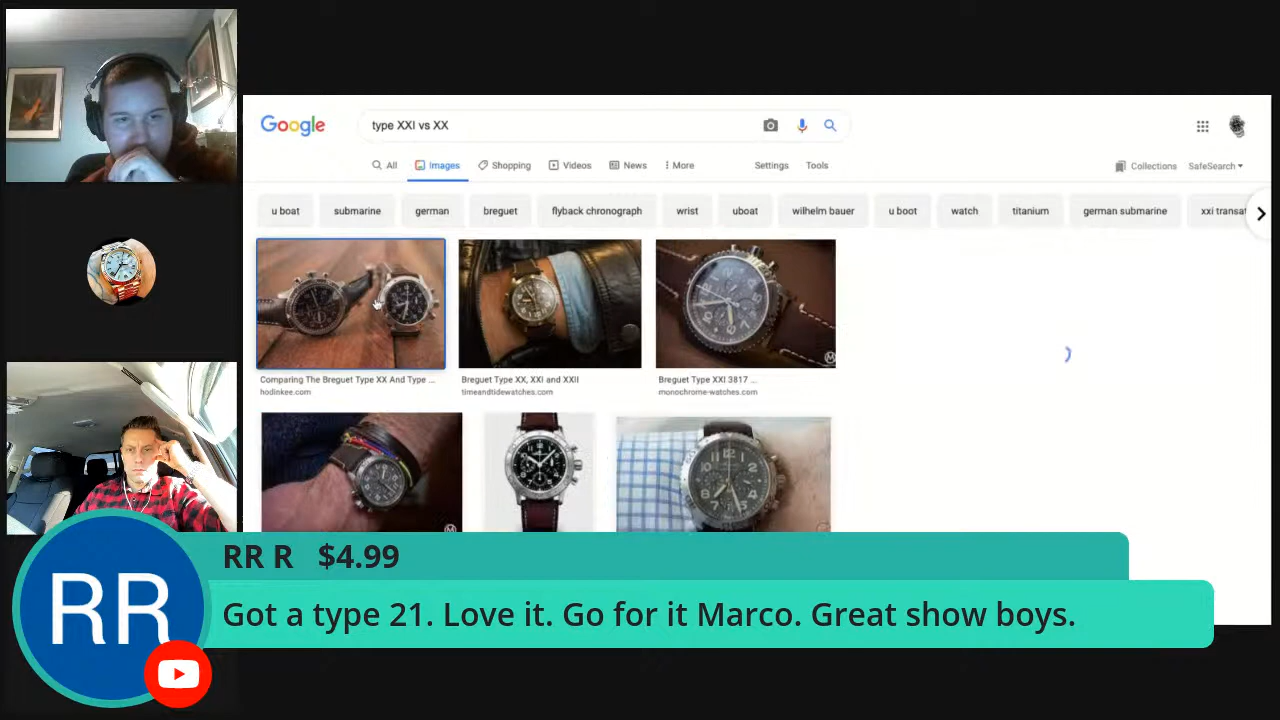 Google
type XXI vs XX
All
Images
Shopping
Videos
News
More
Settings
Tools
Collections
SafeSearch
u boat
submarine
german
breguet
flyback chronograph
wrist
uboat
wilhelm bauer
u boot
watch
titanium
german submarine
xxi transat
Comparing The Breguet Type XX And Type ...
hodinkee.com
Breguet Type XX, XXI and XXII
timeandtidewatches.com
Breguet Type XXI 3817 ...
monochrome-watches.com
RR R $4.99
RR
Got a type 21. Love it. Go for it Marco. Great show boys.